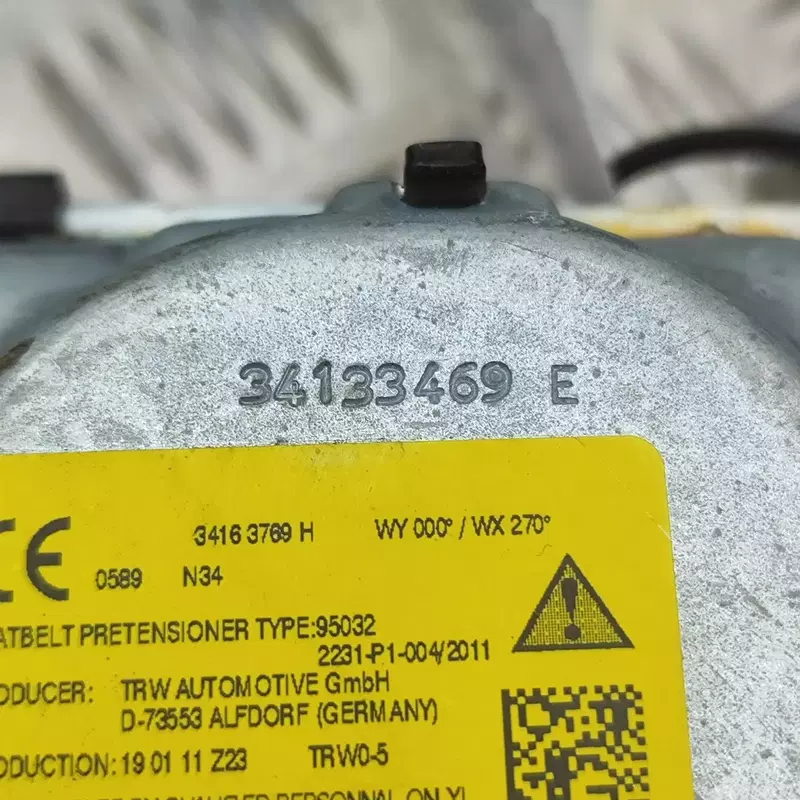 34133469 E
3416 3769 H WY 000° / WX 270°
CE 0589 N34
ATBELT PRETENSIONER TYPE:95032
2231-P1-004/2011
ODUCER: TRW AUTOMOTIVE GmbH
D-73553 ALFDORF (GERMANY)
ODUCTION:19 01 11 Z23 TRW0-5